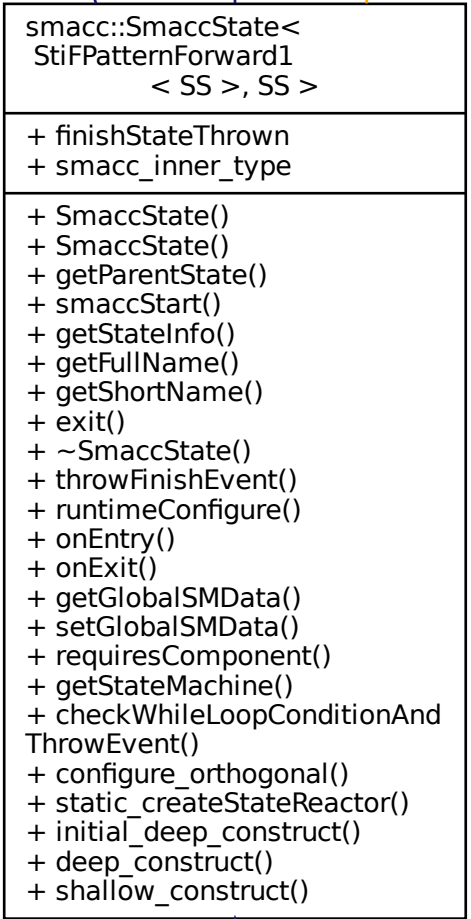 smacc::SmaccState<
StiFPatternForward1
< SS >, SS >
+ finishStateThrown
+ smacc_inner_type
+ SmaccState()
+ SmaccState()
+ getParentState()
+ smaccStart()
+ getStateInfo()
+ getFullName()
+ getShortName()
+ exit()
+ ~SmaccState()
+ throwFinishEvent()
+ runtimeConfigure()
+ onEntry()
+ onExit()
+ getGlobalSMData()
+ setGlobalSMData()
+ requiresComponent()
+ getStateMachine()
+ checkWhileLoopConditionAnd
ThrowEvent()
+ configure_orthogonal()
+ static_createStateReactor()
+ initial_deep_construct()
+ deep_construct()
+ shallow_construct()